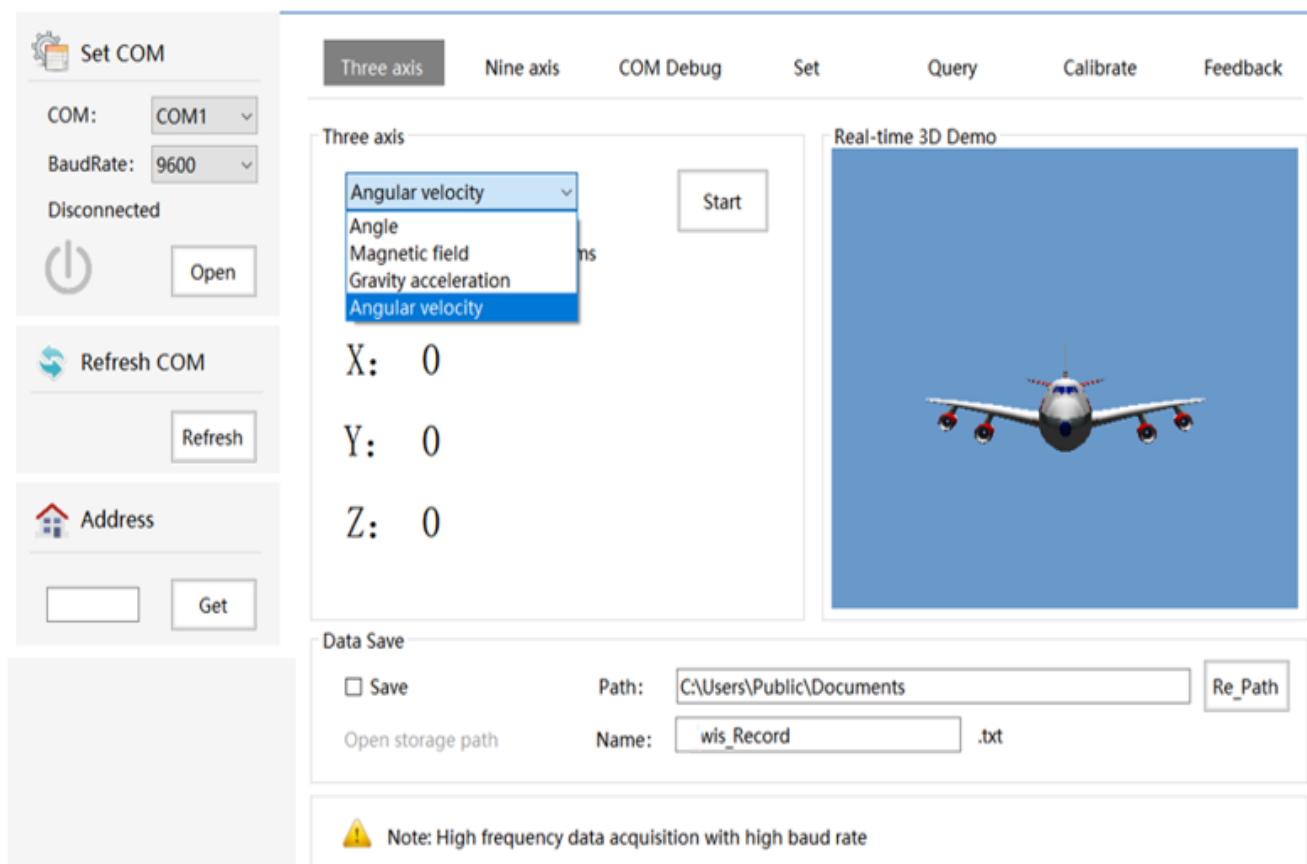 Set COM
COM: COM1
BaudRate: 9600
Disconnected
Open
Refresh COM
Refresh
Address
Get
Three axis Nine axis COM Debug Set Query Calibrate Feedback
Three axis
Angular velocity
Start
Angle
Magnetic field
ms
Gravity acceleration
Angular velocity
X: 0
Y: 0
Z: 0
Real-time 3D Demo
Data Save
Save Path: C:\Users\Public\Documents Re_Path
Open storage path Name: wis_Record .txt
Note: High frequency data acquisition with high baud rate